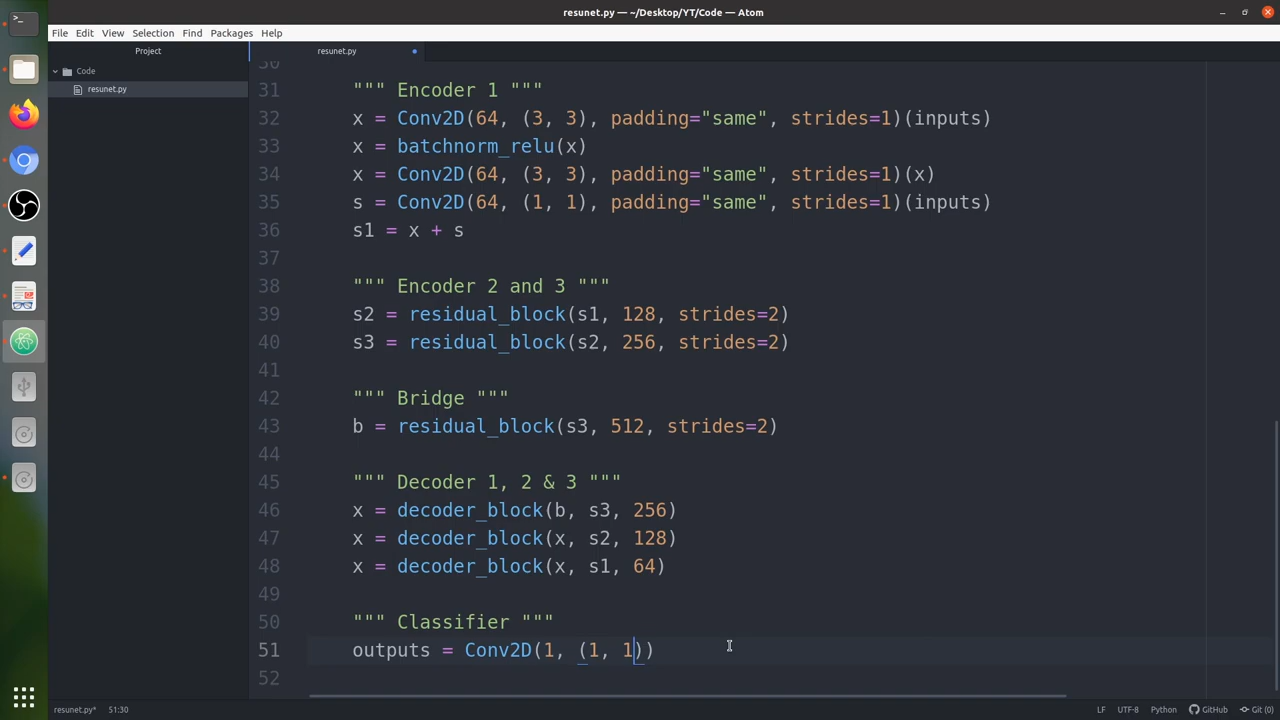 resunet.py — ~/Desktop/YT/Code — Atom
File Edit View Selection Find Packages Help
Project
resunet.py
Code
resunet.py
30
31 """ Encoder 1 """
32 x = Conv2D(64, (3, 3), padding="same", strides=1)(inputs)
33 x = batchnorm_relu(x)
34 x = Conv2D(64, (3, 3), padding="same", strides=1)(x)
35 s = Conv2D(64, (1, 1), padding="same", strides=1)(inputs)
36 s1 = x + s
37
38 """ Encoder 2 and 3 """
39 s2 = residual_block(s1, 128, strides=2)
40 s3 = residual_block(s2, 256, strides=2)
41
42 """ Bridge """
43 b = residual_block(s3, 512, strides=2)
44
45 """ Decoder 1, 2 & 3 """
46 x = decoder_block(b, s3, 256)
47 x = decoder_block(x, s2, 128)
48 x = decoder_block(x, s1, 64)
49
50 """ Classifier """
51 outputs = Conv2D(1, (1, 1))
52
resunet.py* 51:30 LF UTF-8 Python GitHub Git (0)